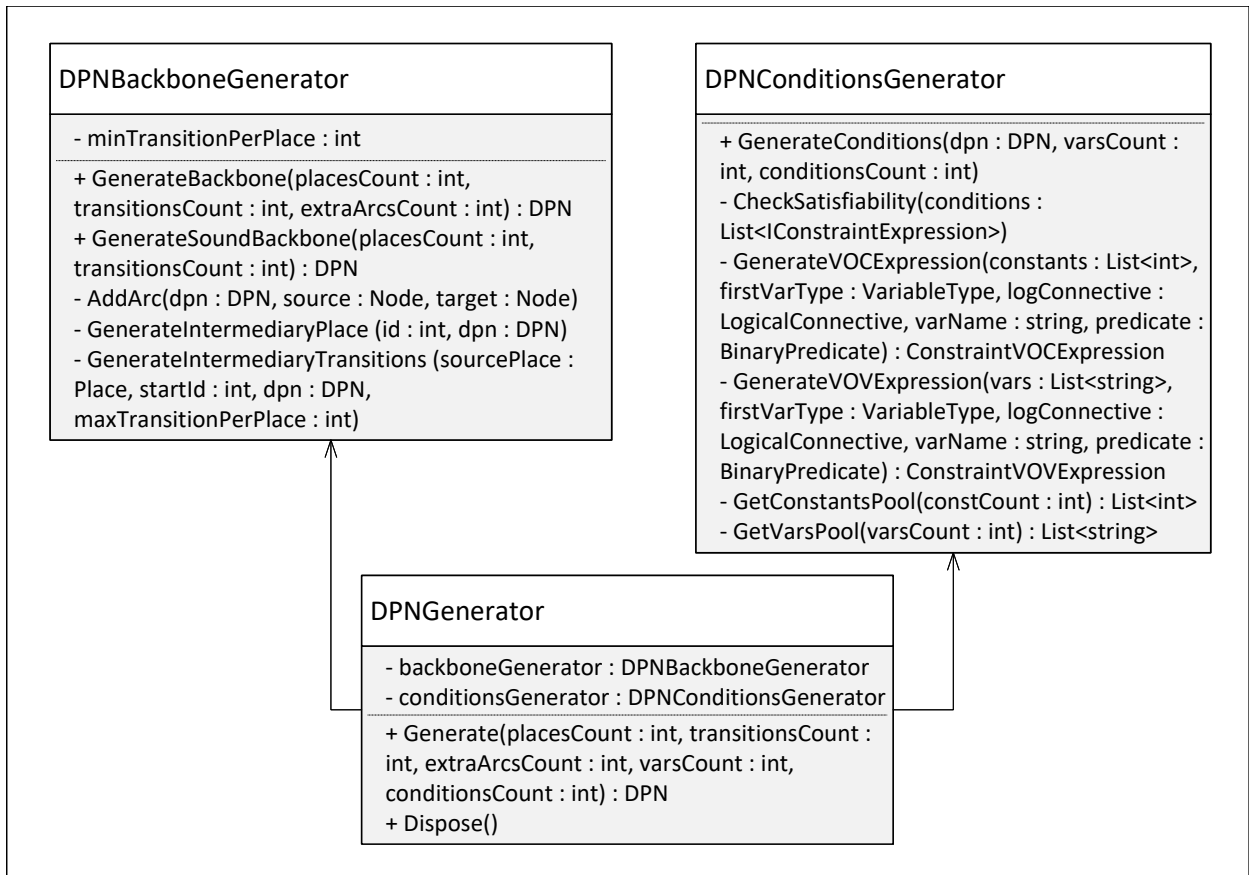 DPNBackboneGenerator
- minTransitionPerPlace : int
+ GenerateBackbone(placesCount : int,
transitionsCount : int, extraArcsCount : int) : DPN
+ GenerateSoundBackbone(placesCount : int,
transitionsCount : int) : DPN
- AddArc(dpn : DPN, source : Node, target : Node)
- GenerateIntermediaryPlace (id : int, dpn : DPN)
- GenerateIntermediaryTransitions (sourcePlace :
Place, startId : int, dpn : DPN,
maxTransitionPerPlace : int)
DPNConditionsGenerator
+ GenerateConditions(dpn : DPN, varsCount :
int, conditionsCount : int)
- CheckSatisfiability(conditions :
List<IConstraintExpression>)
- GenerateVOCExpression(constants : List<int>,
firstVarType : VariableType, logConnective :
LogicalConnective, varName : string, predicate :
BinaryPredicate) : ConstraintVOCExpression
- GenerateVOVExpression(vars : List<string>,
firstVarType : VariableType, logConnective :
LogicalConnective, varName : string, predicate :
BinaryPredicate) : ConstraintVOVExpression
- GetConstantsPool(constCount : int) : List<int>
- GetVarsPool(varsCount : int) : List<string>
DPNGenerator
- backboneGenerator : DPNBackboneGenerator
- conditionsGenerator : DPNConditionsGenerator
+ Generate(placesCount : int, transitionsCount :
int, extraArcsCount : int, varsCount : int,
conditionsCount : int) : DPN
+ Dispose()